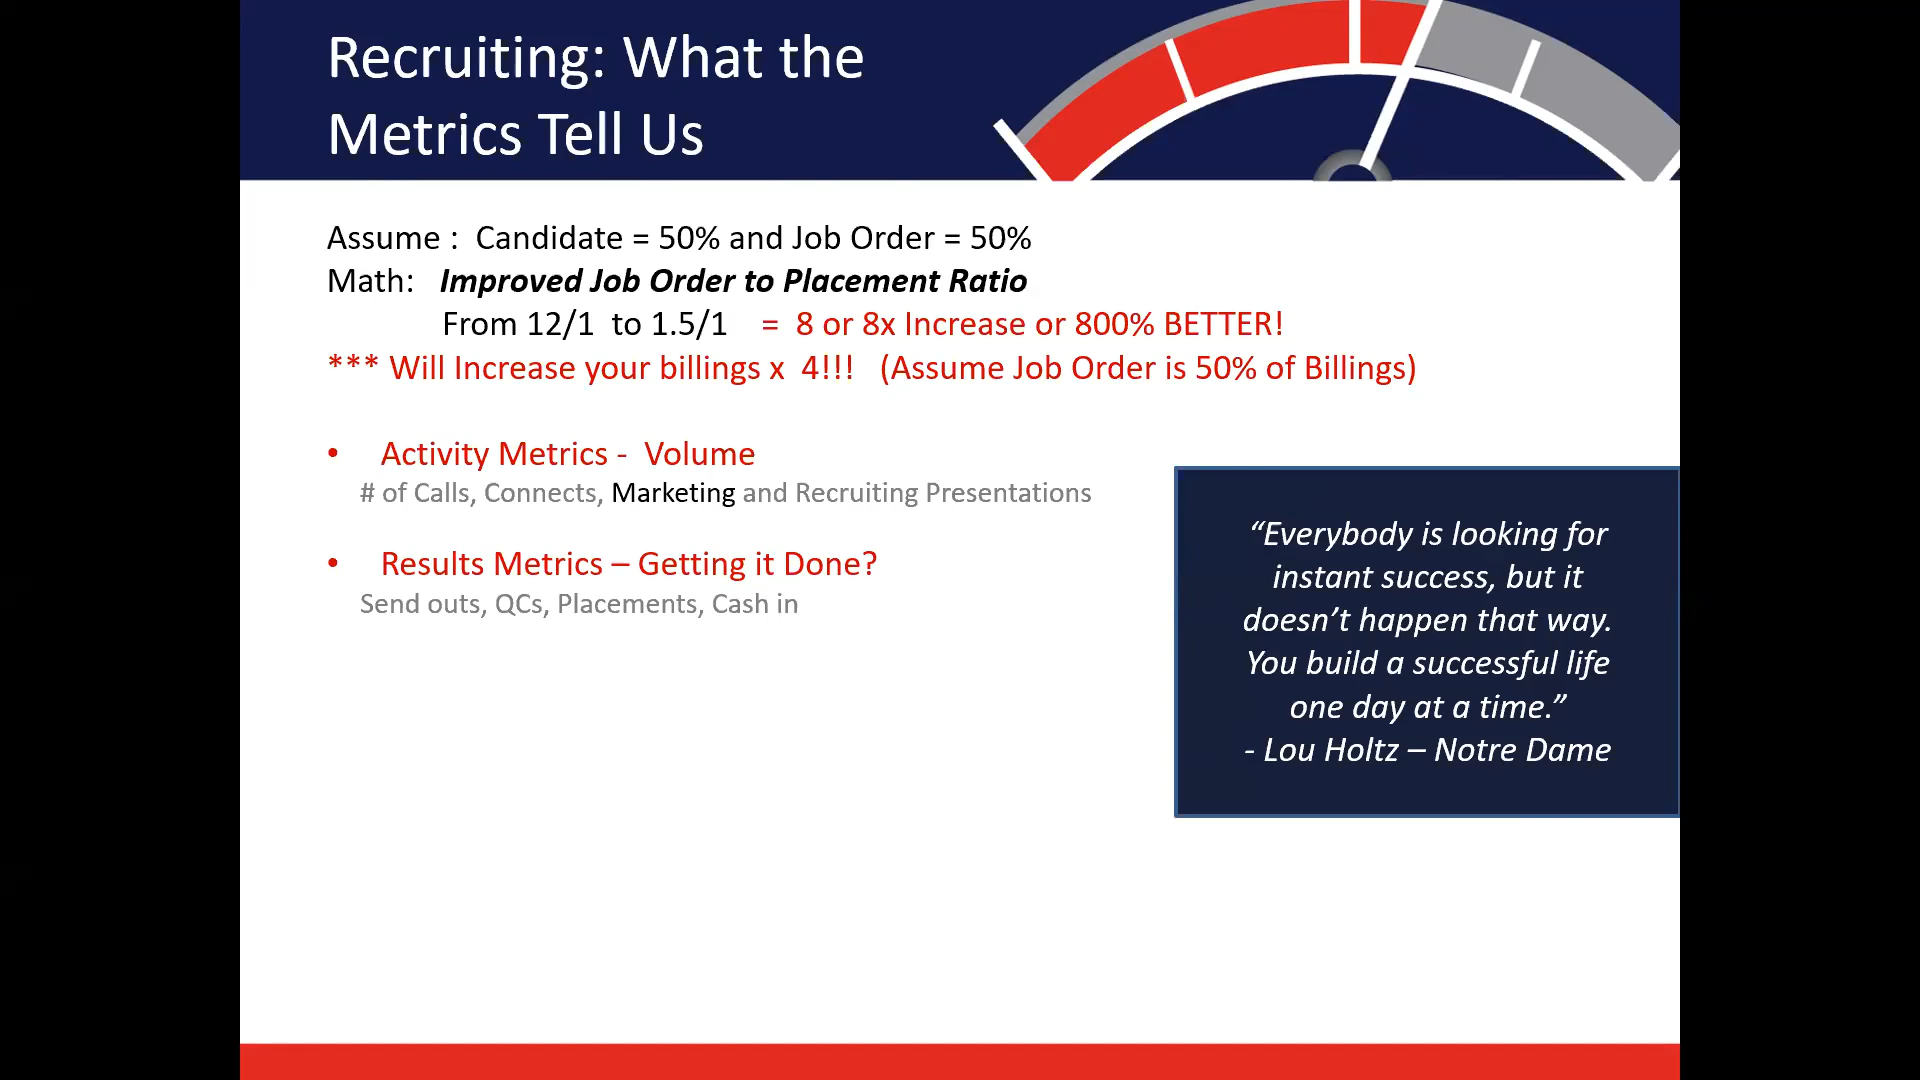 Recruiting: What the
Metrics Tell Us
Assume :  Candidate = 50% and Job Order = 50%
Math:   Improved Job Order to Placement Ratio
From 12/1  to 1.5/1    =  8 or 8x Increase or 800% BETTER!
*** Will Increase your billings x  4!!!   (Assume Job Order is 50% of Billings)
• Activity Metrics -  Volume
# of Calls, Connects, Marketing and Recruiting Presentations
• Results Metrics – Getting it Done?
Send outs, QCs, Placements, Cash in
“Everybody is looking for
instant success, but it
doesn’t happen that way.
You build a successful life
one day at a time.”
- Lou Holtz – Notre Dame